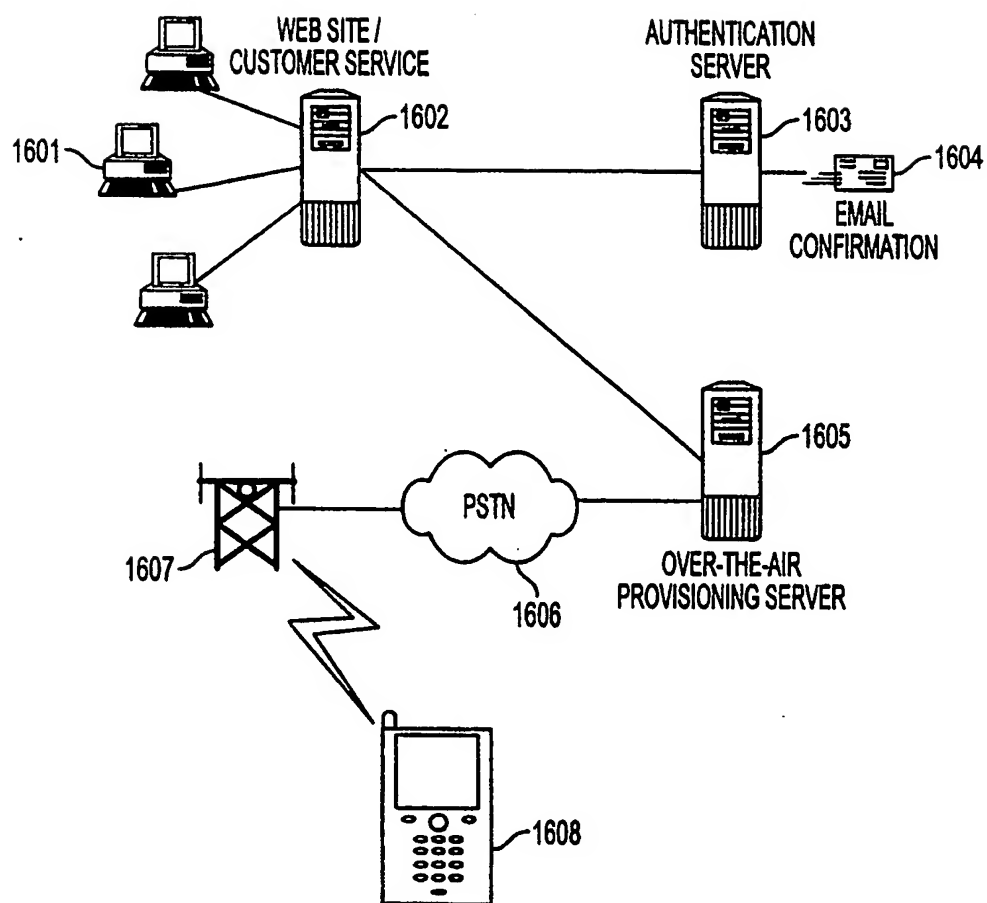 WEB SITE /
CUSTOMER SERVICE
AUTHENTICATION
SERVER
1601
1602
1603
1604
EMAIL
CONFIRMATION
1605
PSTN
1607
1606
OVER-THE-AIR
PROVISIONING SERVER
1608